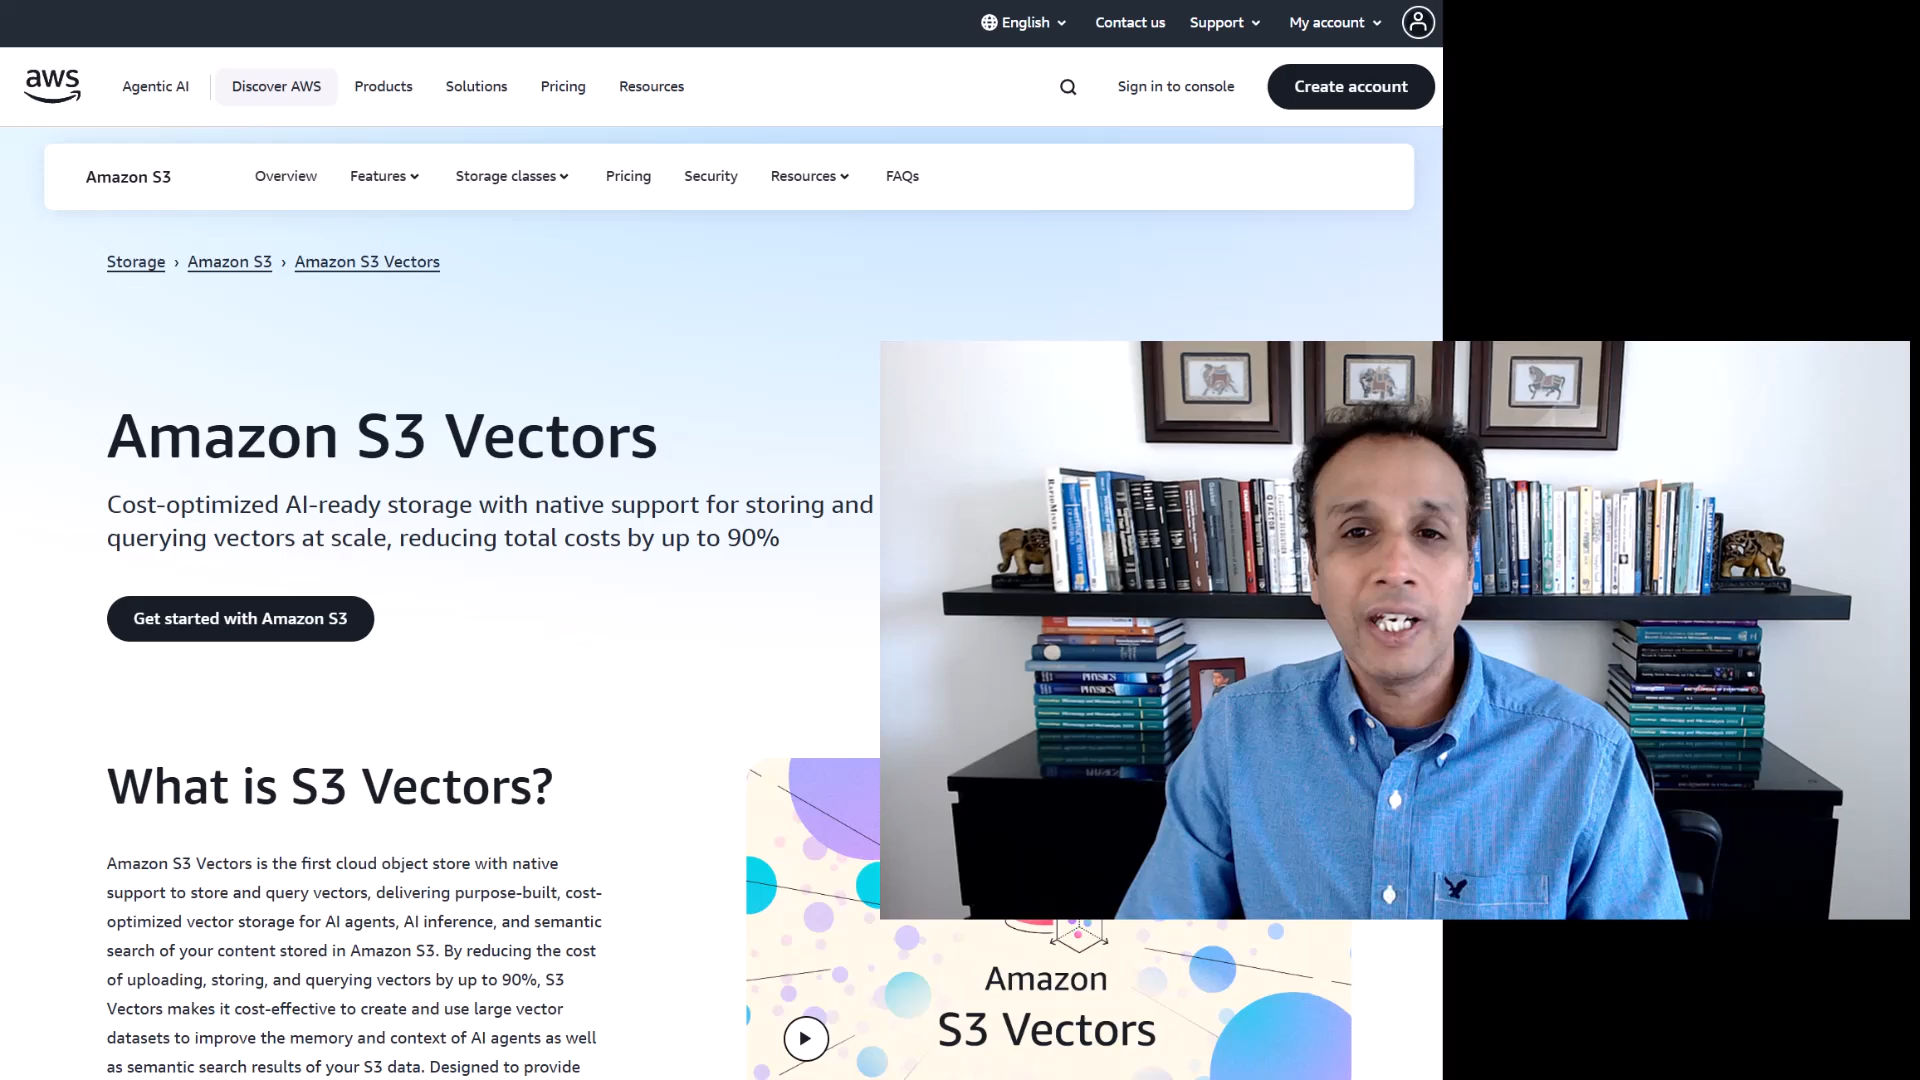 English
Contact us
Support
My account
aws
Agentic AI
Discover AWS
Products
Solutions
Pricing
Resources
Sign in to console
Create account
Amazon S3
Overview
Features
Storage classes
Pricing
Security
Resources
FAQs
Storage › Amazon S3 › Amazon S3 Vectors
Amazon S3 Vectors
Cost-optimized AI-ready storage with native support for storing and
querying vectors at scale, reducing total costs by up to 90%
Get started with Amazon S3
What is S3 Vectors?
Amazon S3 Vectors is the first cloud object store with native
support to store and query vectors, delivering purpose-built, cost-
optimized vector storage for AI agents, AI inference, and semantic
search of your content stored in Amazon S3. By reducing the cost
of uploading, storing, and querying vectors by up to 90%, S3
Vectors makes it cost-effective to create and use large vector
datasets to improve the memory and context of AI agents as well
as semantic search results of your S3 data. Designed to provide
Amazon
S3 Vectors
PHYSICS
PHYSICS